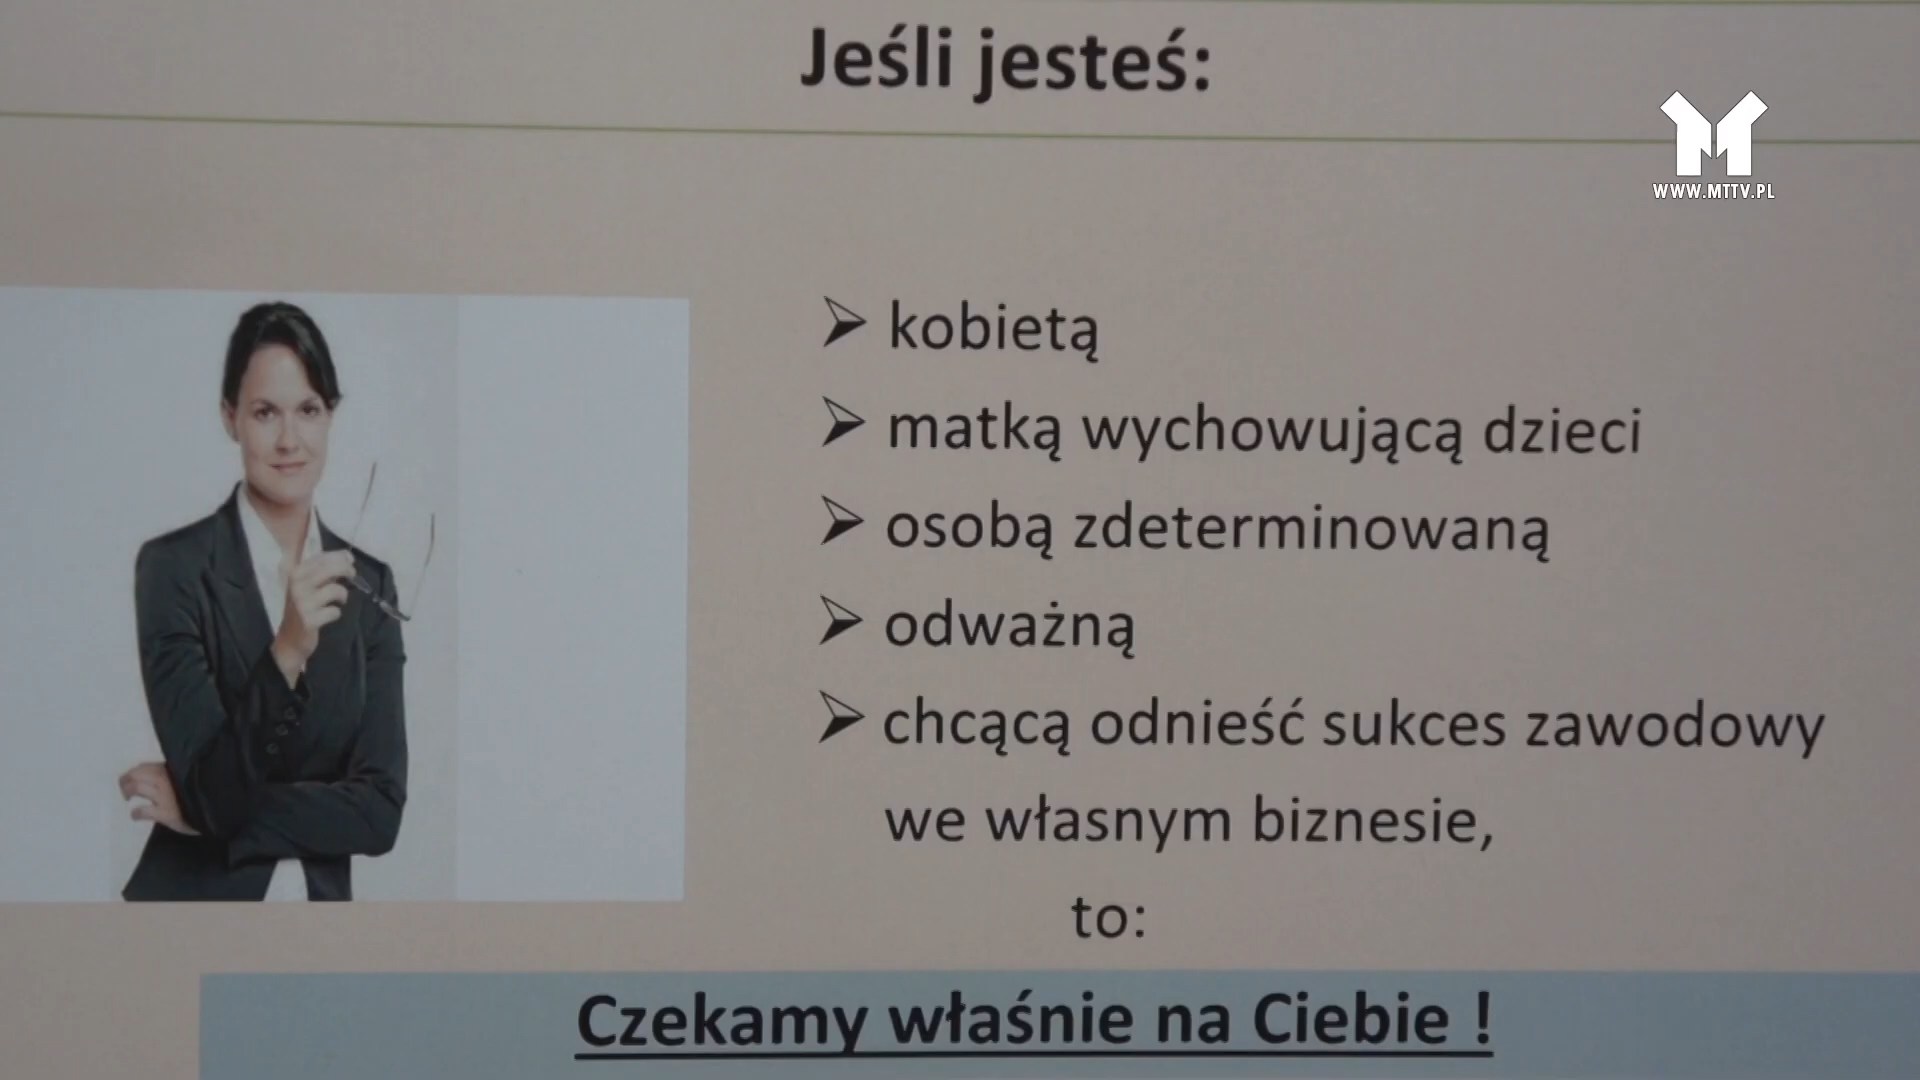 Jeśli jesteś:
WWW.MTTV.PL
kobietą
matką wychowującą dzieci
osobą zdeterminowaną
odważną
chcącą odnieść sukces zawodowy
we własnym biznesie,
to:
Czekamy właśnie na Ciebie !